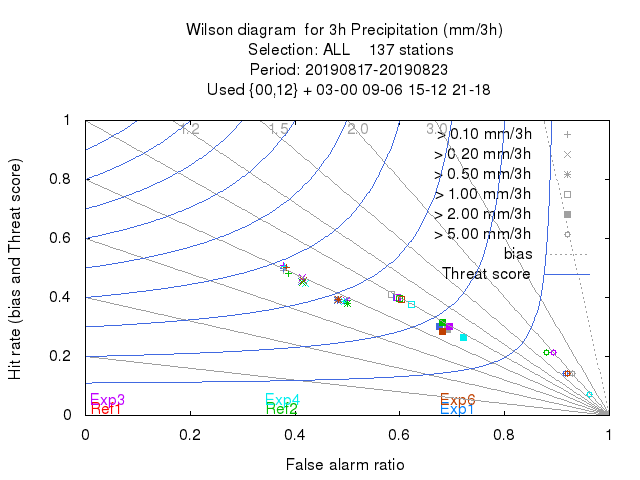 Wilson diagram  for 3h Precipitation (mm/3h)
Selection: ALL    137 stations
Period: 20190817-20190823
Used {00,12} + 03-00 09-06 15-12 21-18
1.2 1.5 2.0 3.0
> 0.10 mm/3h
> 0.20 mm/3h
> 0.50 mm/3h
> 1.00 mm/3h
> 2.00 mm/3h
> 5.00 mm/3h
bias
Threat score
Hit rate (bias and Threat score)
1
0.8
0.6
0.4
0.2
0
Exp3 Exp4 Exp6
Ref1 Ref2 Exp1
0 0.2 0.4 0.6 0.8 1
False alarm ratio